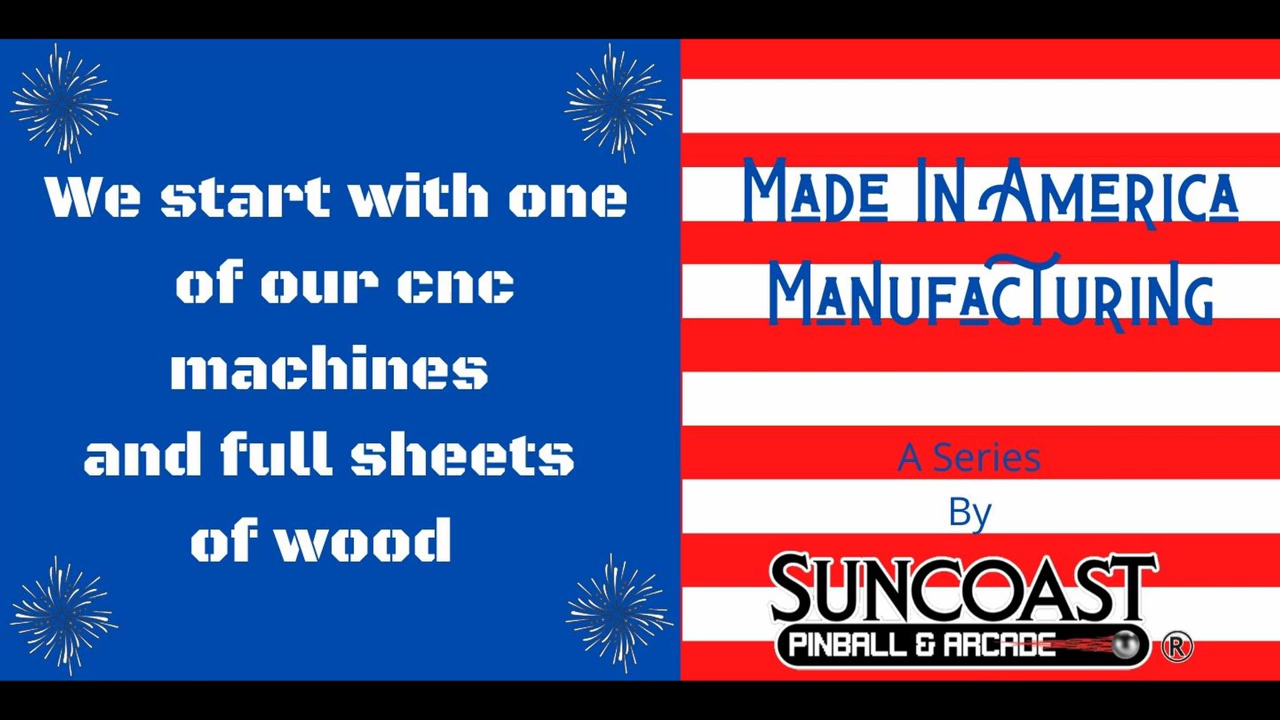 We start with one
of our cnc
machines
and full sheets
of wood
Made In America
Manufacturing
A Series
By
SUNCOAST
PINBALL & ARCADE
®